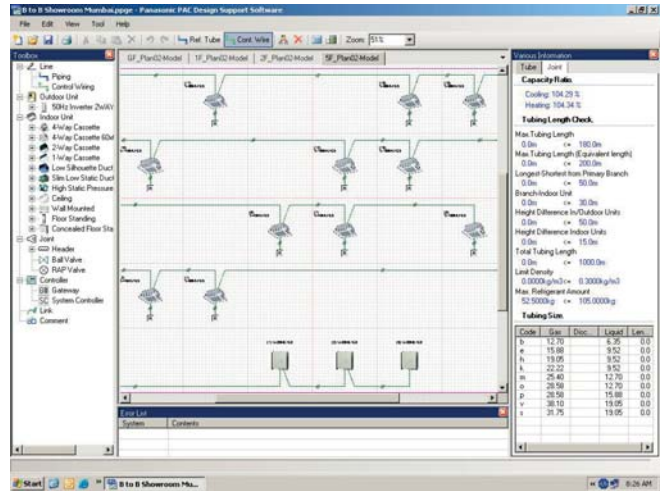 B to B Showroom Mumbai.ppge - Panasonic PAC Design Support Software
File Edit View Tool Help
Ref. Tube Cont. Wire Zoom: 51%
Toolbox
Line
Piping
Control Wiring
Outdoor Unit
50Hz Inverter 2WAY
Indoor Unit
4-Way Cassette
4-Way Cassette 60x
2-Way Cassette
1-Way Cassette
Low Silhouette Duct
Slim Low Static Duct
High Static Pressure
Ceiling
Wall Mounted
Floor Standing
Concealed Floor Sta
Joint
Header
Ball Valve
RAP Valve
Controller
Gateway
System Controller
Link
Comment
GF_Plan02-Model 1F_Plan02-Model 2F_Plan02-Model 5F_Plan02-Model
Error List
System Contents
Various Information
Tube Joint
Capacity Ratio
Cooling: 104.29 %
Heating: 104.34 %
Tubing Length Check.
Max.Tubing Length
0.0m <= 180.0m
Max.Tubing Length (Equivalent length)
0.0m <= 200.0m
Longest-Shortest from Primary Branch
0.0m <= 50.0m
Branch-Indoor Unit
0.0m <= 30.0m
Height Difference In/Outdoor Units
0.0m <= 50.0m
Height Difference Indoor Units
0.0m <= 15.0m
Total Tubing Length
0.0m <= 1000.0m
Limit Density
0.0000kg/m3 <= 0.3000kg/m3
Max. Refrigerant Amount
52.5000kg <= 105.0000kg
Tubing Size.
Code Gas Disc... Liquid Len...
b 12.70 6.35 0.0
e 15.88 9.52 0.0
h 19.05 9.52 0.0
k 22.22 9.52 0.0
m 25.40 12.70 0.0
o 28.58 12.70 0.0
p 28.58 15.88 0.0
v 38.10 19.05 0.0
s 31.75 19.05 0.0
Start B to B Showroom Mu... 8:26 AM